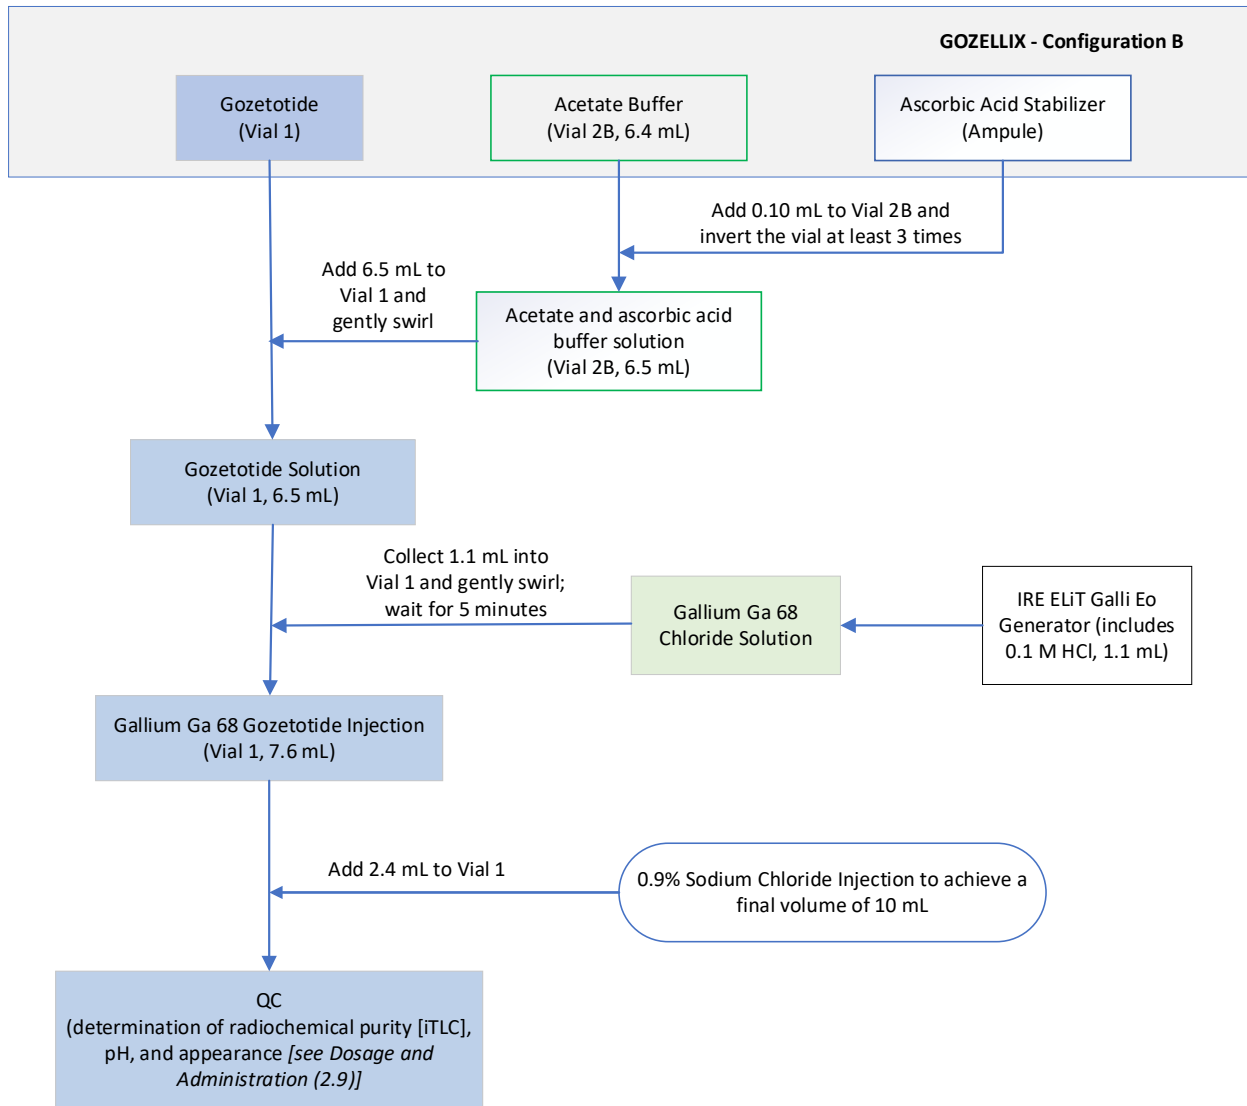 GOZELLIX - Configuration B
Gozetotide
(Vial 1)
Acetate Buffer
(Vial 2B, 6.4 mL)
Ascorbic Acid Stabilizer
(Ampule)
Add 0.10 mL to Vial 2B and
invert the vial at least 3 times
Add 6.5 mL to
Vial 1 and
gently swirl
Acetate and ascorbic acid
buffer solution
(Vial 2B, 6.5 mL)
Gozetotide Solution
(Vial 1, 6.5 mL)
Collect 1.1 mL into
Vial 1 and gently swirl;
wait for 5 minutes
Gallium Ga 68
Chloride Solution
IRE ELiT Galli Eo
Generator (includes
0.1 M HCl, 1.1 mL)
Gallium Ga 68 Gozetotide Injection
(Vial 1, 7.6 mL)
Add 2.4 mL to Vial 1
0.9% Sodium Chloride Injection to achieve a
final volume of 10 mL
QC
(determination of radiochemical purity [iTLC],
pH, and appearance [see Dosage and
Administration (2.9)]